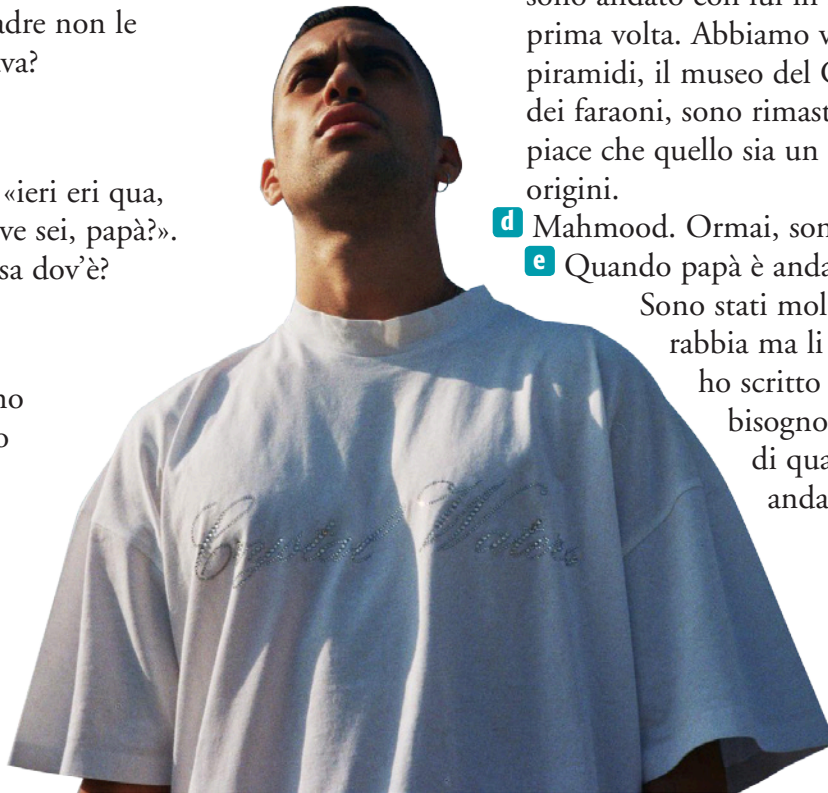 adre non le
va?
«ieri eri qua,
ve sei, papà?».
sa dov'è?
no
o
sono andato con lui in
prima volta. Abbiamo v
piramidi, il museo del
dei faraoni, sono rimast
piace che quello sia un
origini.
d Mahmood. Ormai, son
e Quando papà è anda
Sono stati mol
rabbia ma li
ho scritto
bisogno
di qua
anda